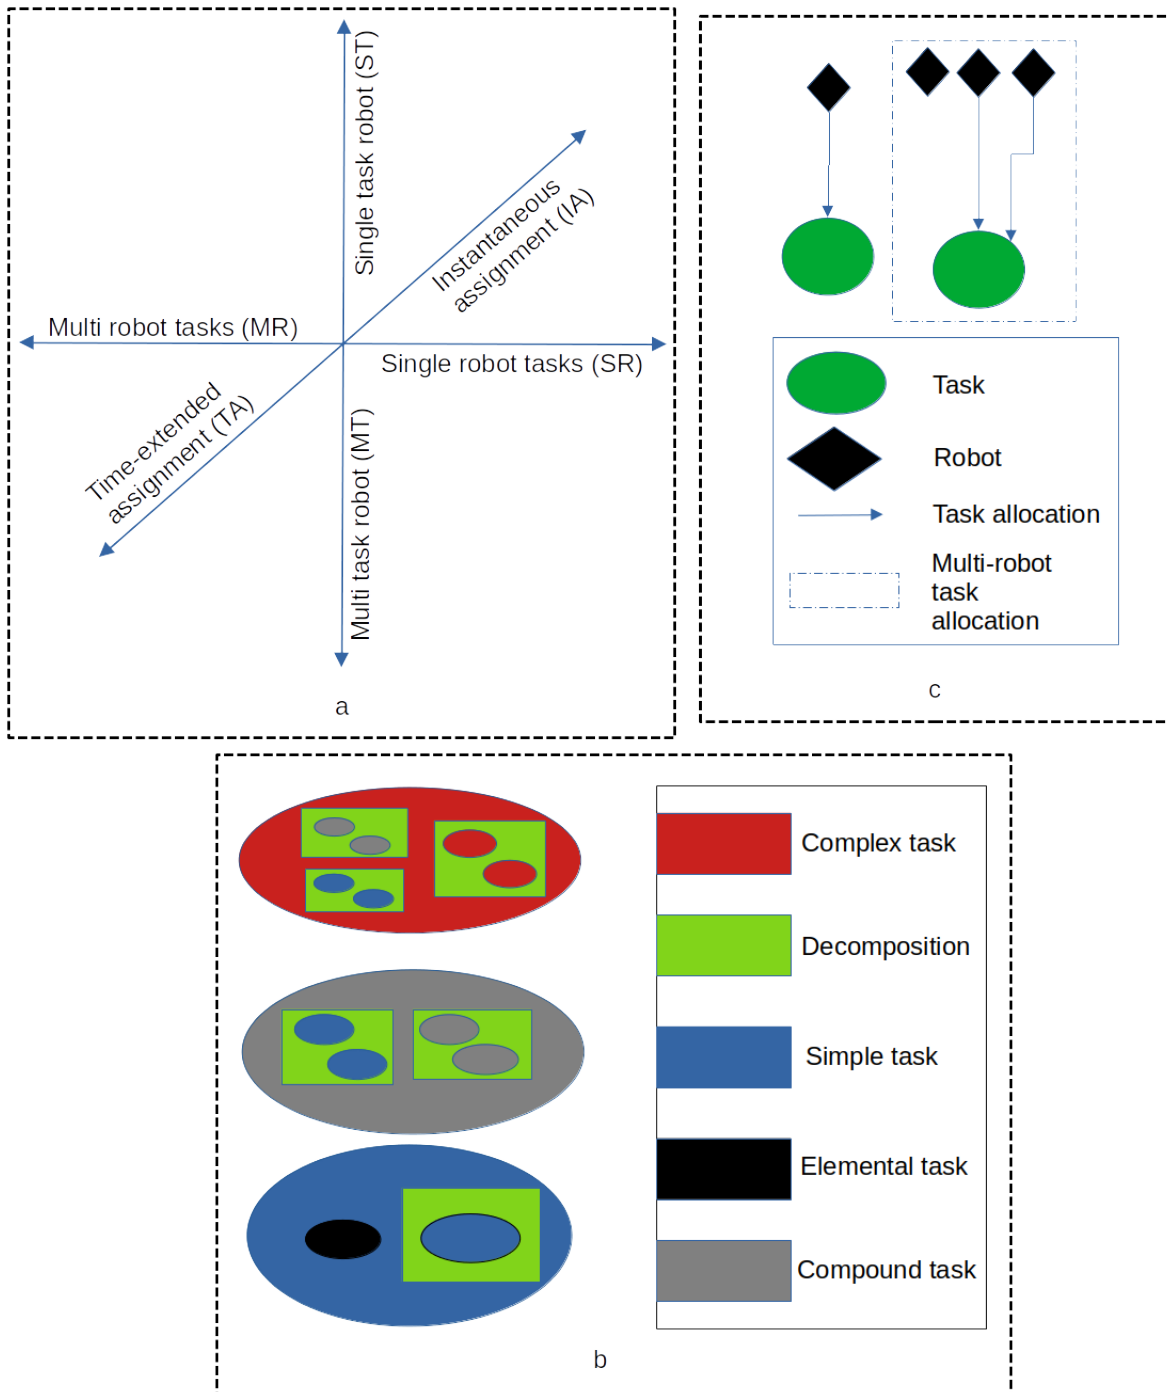 Single task robot (ST)
Instantaneous
assignment (IA)
Multi robot tasks (MR)
Single robot tasks (SR)
Time-extended
assignment (TA)
Multi task robot (MT)
a
Task
Robot
Task allocation
Multi-robot
task
allocation
c
Complex task
Decomposition
Simple task
Elemental task
Compound task
b